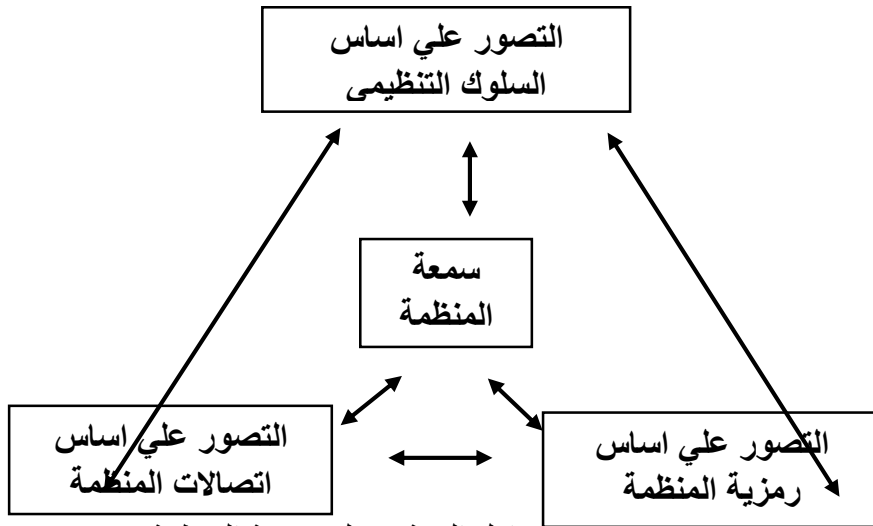 التصور علي اساس
السلوك التنظيمى
سمعة
المنظمة
التصور علي اساس
اتصالات المنظمة
التصور علي اساس
رمزية المنظمة